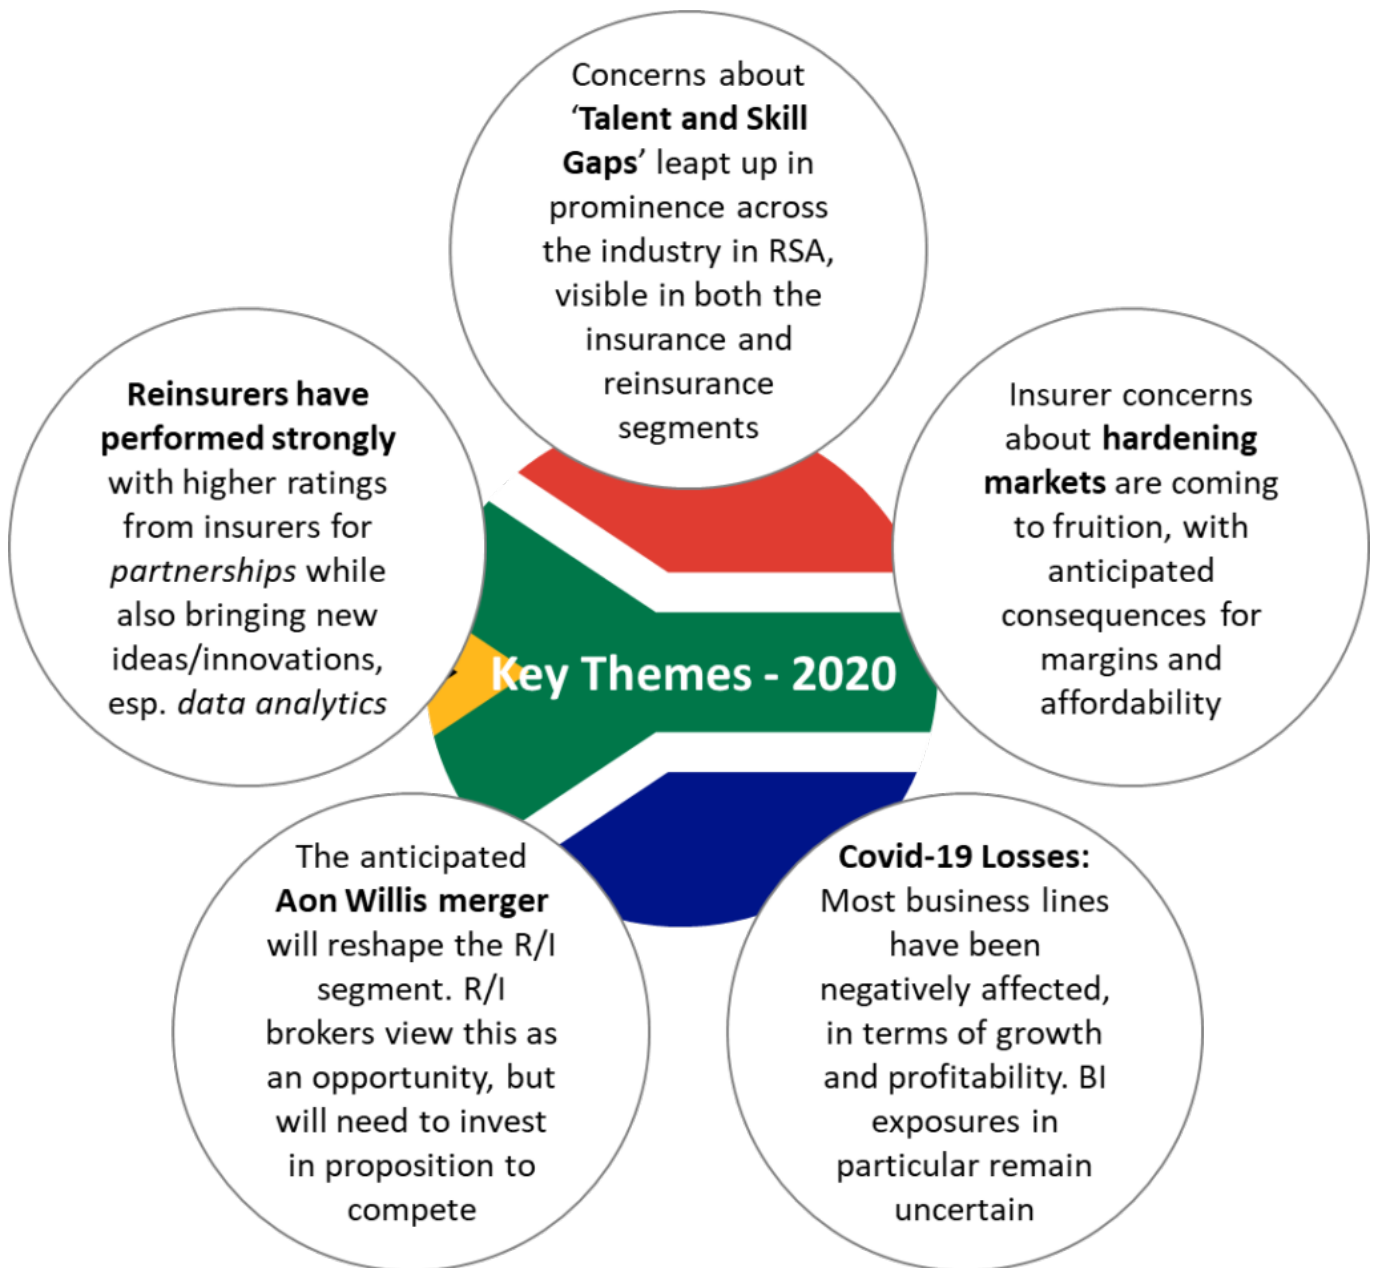 Concerns about
‘Talent and Skill
Gaps’ leapt up in
prominence across
the industry in RSA,
visible in both the
insurance and
reinsurance
segments
Reinsurers have
performed strongly
with higher ratings
from insurers for
partnerships while
also bringing new
ideas/innovations,
esp. data analytics
Insurer concerns
about hardening
markets are coming
to fruition, with
anticipated
consequences for
margins and
affordability
Key Themes - 2020
The anticipated
Aon Willis merger
will reshape the R/I
segment. R/I
brokers view this as
an opportunity, but
will need to invest
in proposition to
compete
Covid-19 Losses:
Most business lines
have been
negatively affected,
in terms of growth
and profitability. BI
exposures in
particular remain
uncertain